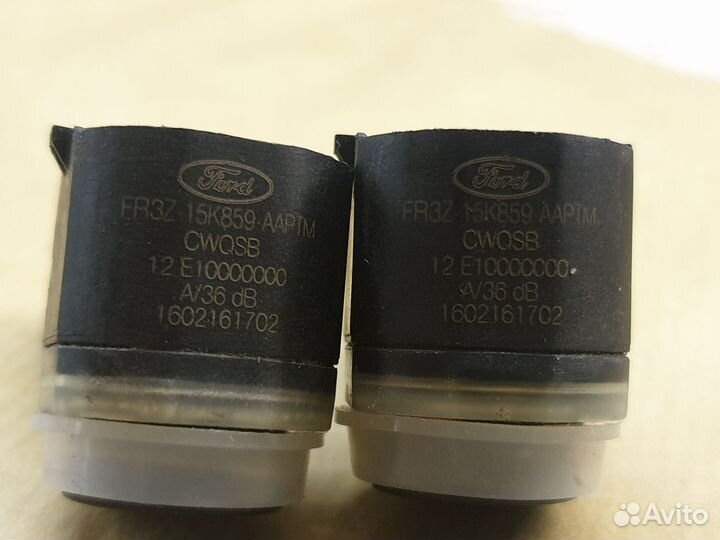 Ford
FR3Z-15K859-AAPTM
CWQSB
12 E10000000
A/36 dB
1602161702
Ford
FR3Z-15K859-AAPTM
CWQSB
12 E10000000
A/36 dB
1602161702
Avito